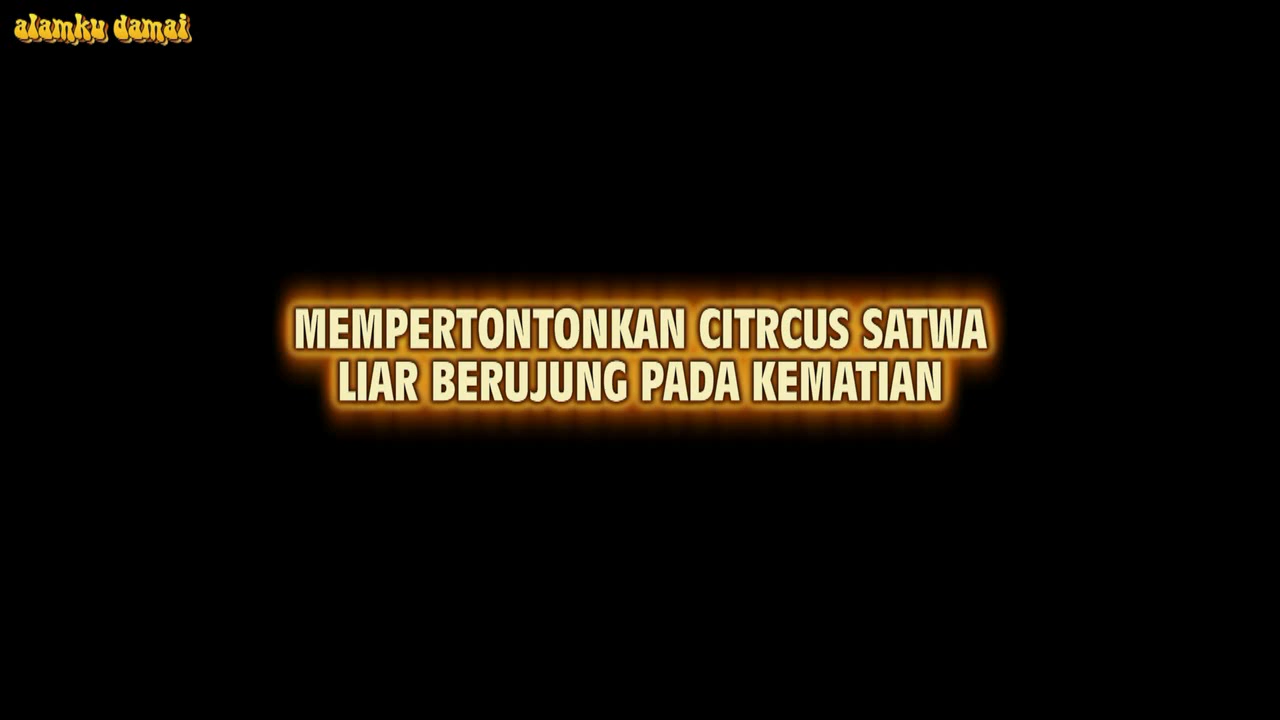 alamku damai
MEMPERTONTONKAN CITRCUS SATWA
LIAR BERUJUNG PADA KEMATIAN